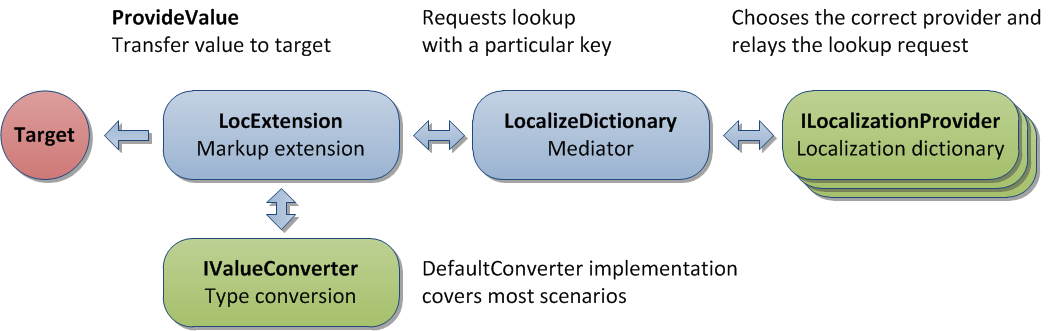 ProvideValue
Transfer value to target
Requests lookup
with a particular key
Chooses the correct provider and
relays the lookup request
Target
LocExtension
Markup extension
LocalizeDictionary
Mediator
ILocalizationProvider
Localization dictionary
IValueConverter
Type conversion
DefaultConverter implementation
covers most scenarios